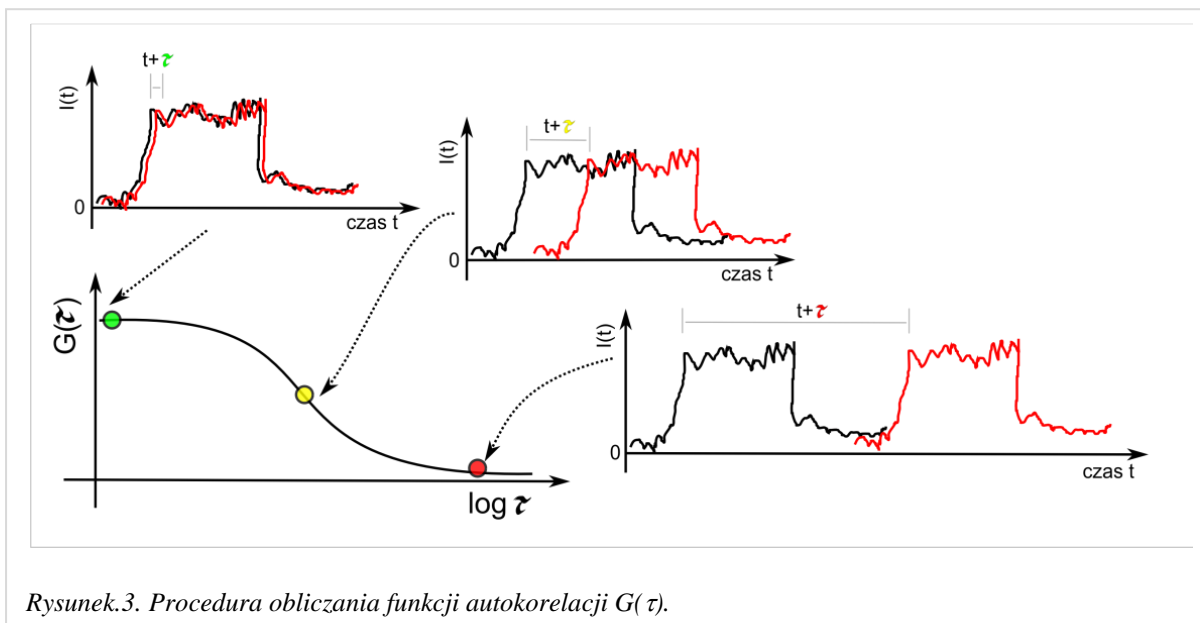 t+τ
I(t)
0
czas t
t+τ
I(t)
0
czas t
G(τ)
log τ
t+τ
I(t)
0
czas t
Rysunek.3. Procedura obliczania funkcji autokorelacji G(τ).